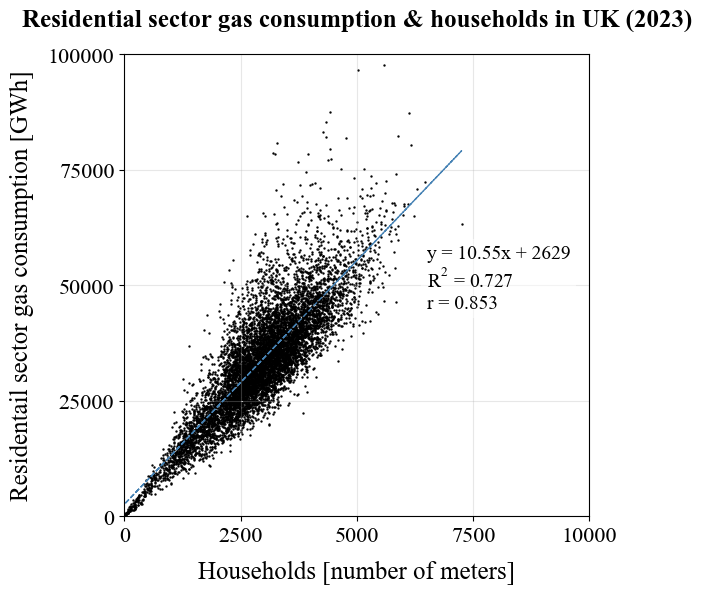 Residential sector gas consumption & households in UK (2023)
Residentail sector gas consumption [GWh]
100000
75000
50000
25000
0
y = 10.55x + 2629
R² = 0.727
r = 0.853
0 2500 5000 7500 10000
Households [number of meters]